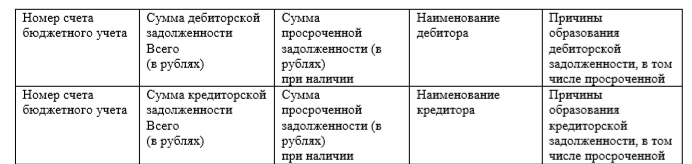 Номер счета
бюджетного учета
Сумма дебиторской
задолженности
Всего
(в рублях)
Сумма
просроченной
задолженности (в
рублях)
при наличии
Наименование
дебитора
Причины
образования
дебиторской
задолженности, в том
числе просроченной
Номер счета
бюджетного учета
Сумма кредиторской
задолженности
Всего
(в рублях)
Сумма
просроченной
задолженности (в
рублях)
при наличии
Наименование
кредитора
Причины
образования
кредиторской
задолженности, в том
числе просроченной